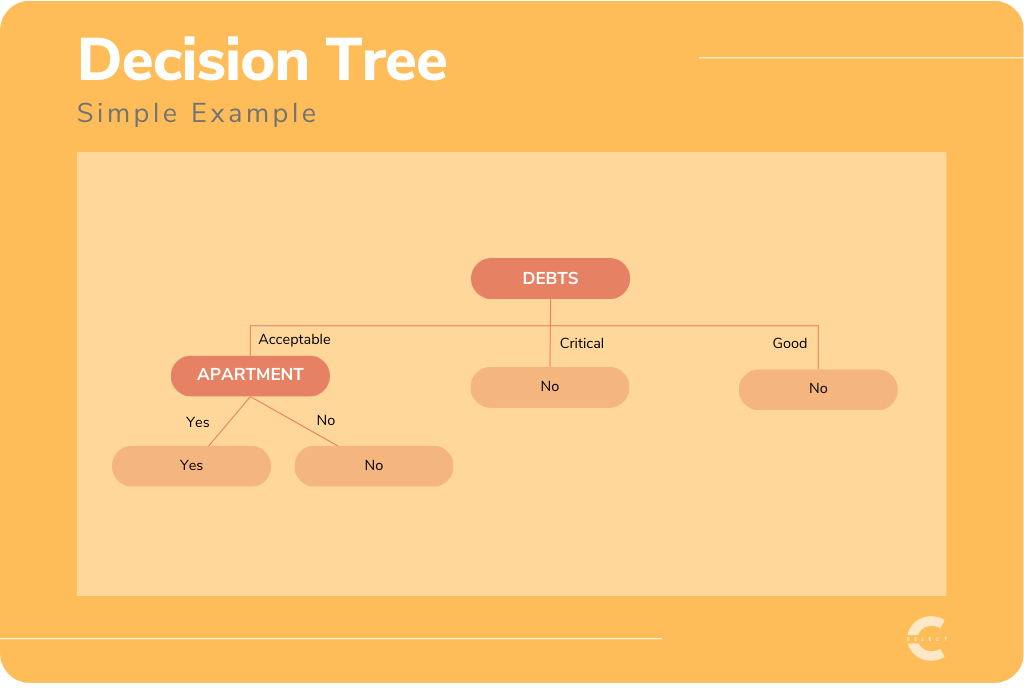 Decision Tree
Simple Example
DEBTS
Acceptable
Critical
Good
APARTMENT
No
No
Yes
No
Yes
No
SELECT